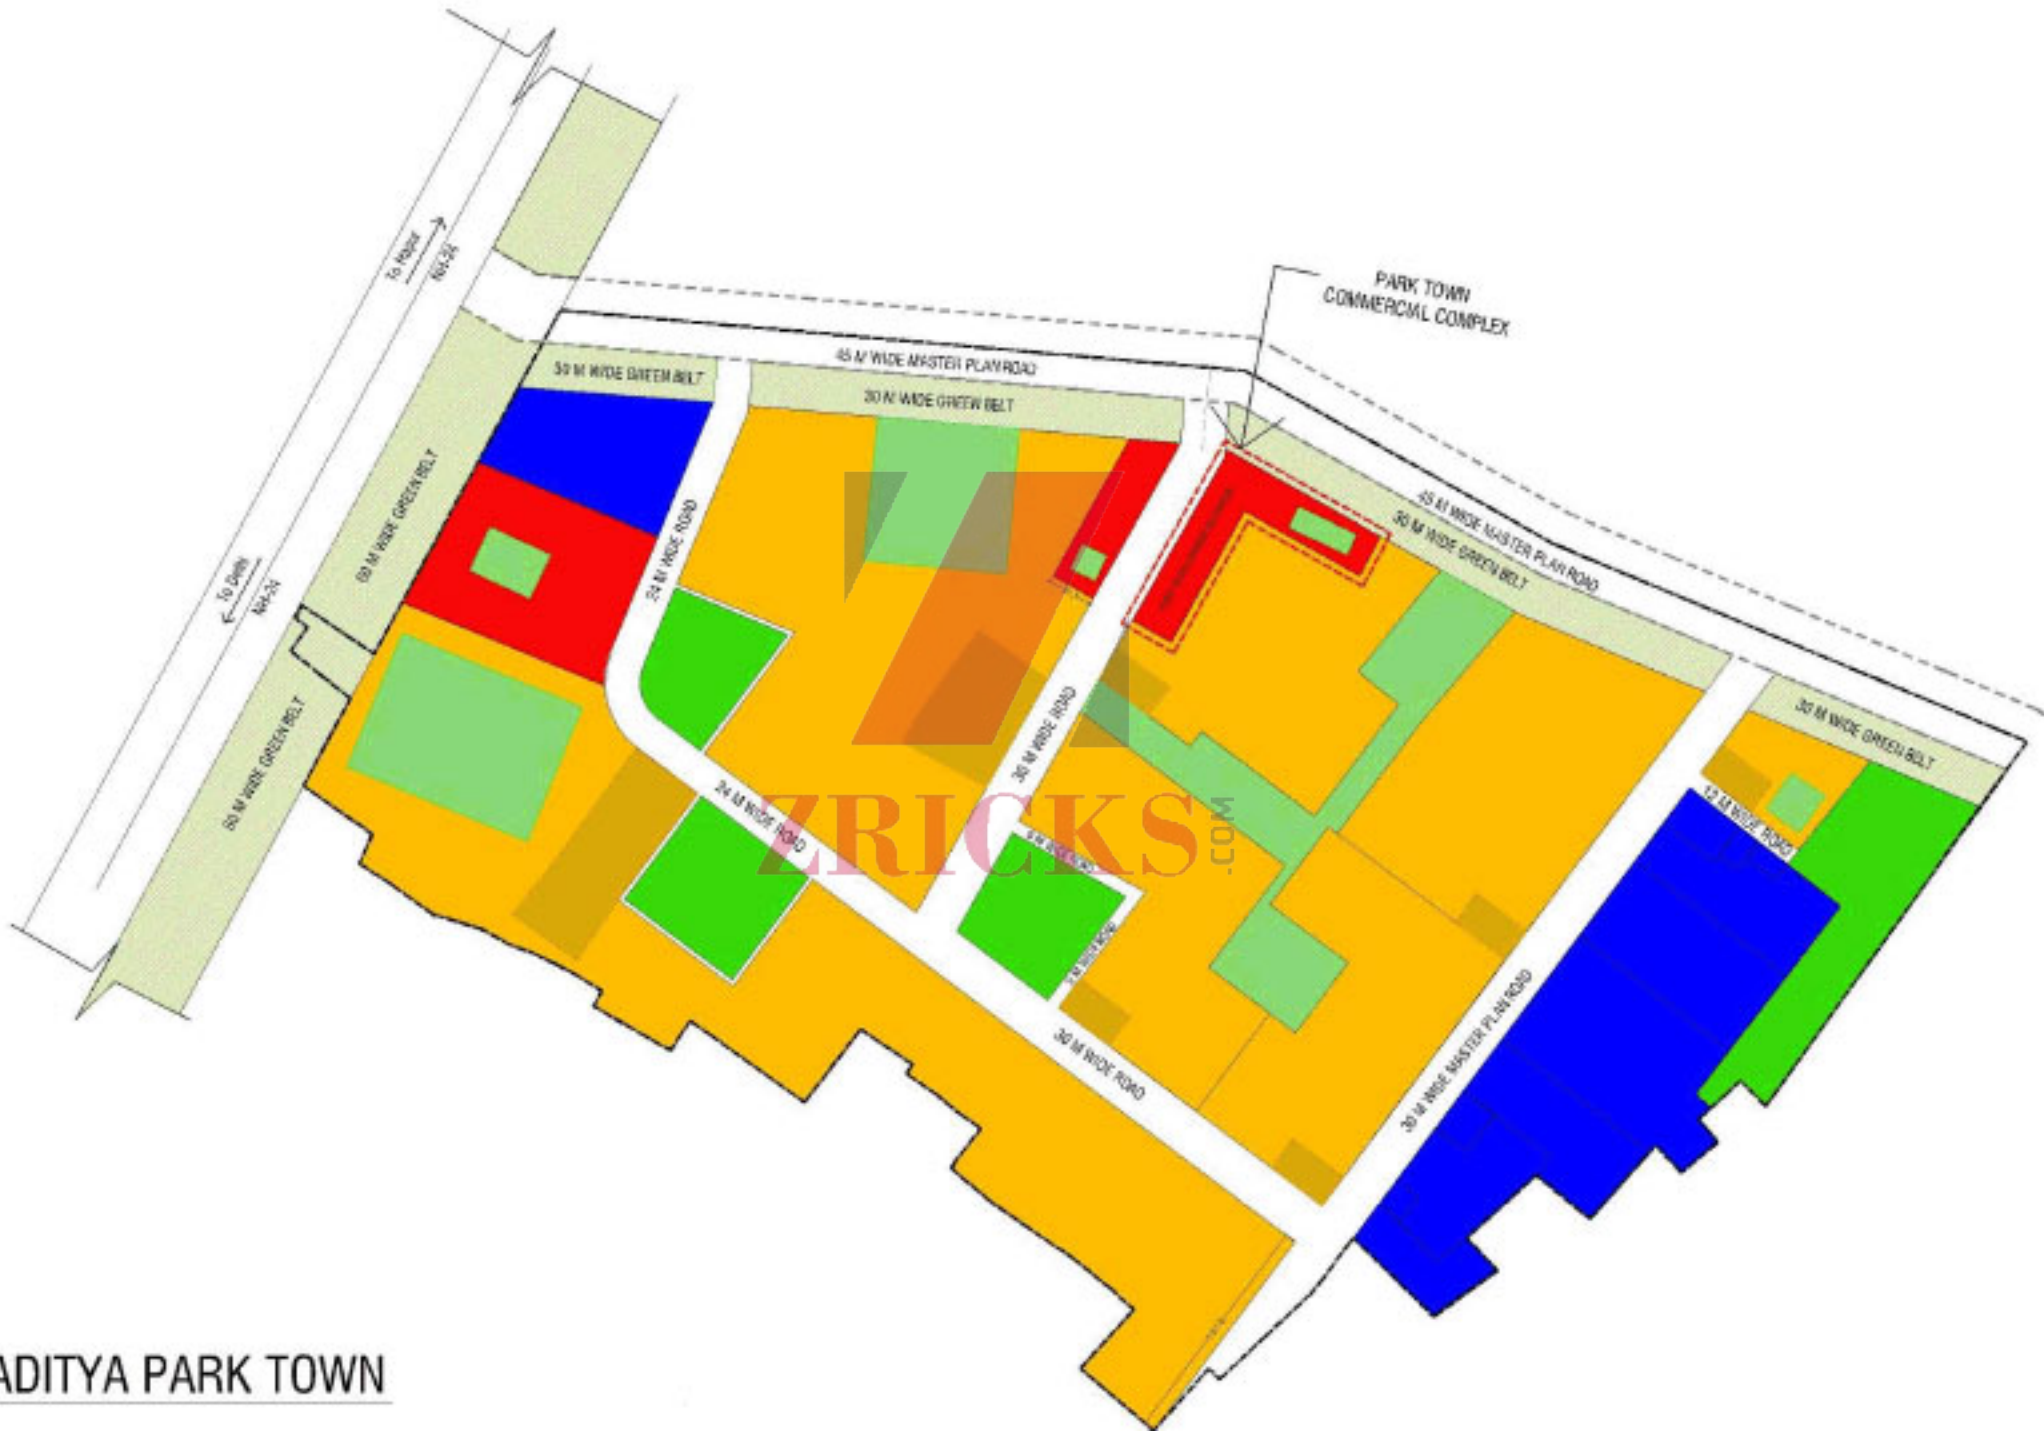 To Hapur
NH-24
PARK TOWN
COMMERCIAL COMPLEX
45 M WIDE MASTER PLAN ROAD
30 M WIDE GREEN BELT
30 M WIDE GREEN BELT
60 M WIDE GREEN BELT
24 M WIDE ROAD
45 M WIDE MASTER PLAN ROAD
30 M WIDE GREEN BELT
To Delhi
NH-24
60 M WIDE GREEN BELT
30 M WIDE ROAD
30 M WIDE GREEN BELT
12 M WIDE ROAD
24 M WIDE ROAD
ZRICKS.COM
9 M WIDE ROAD
30 M WIDE ROAD
30 M WIDE MASTER PLAN ROAD
ADITYA PARK TOWN